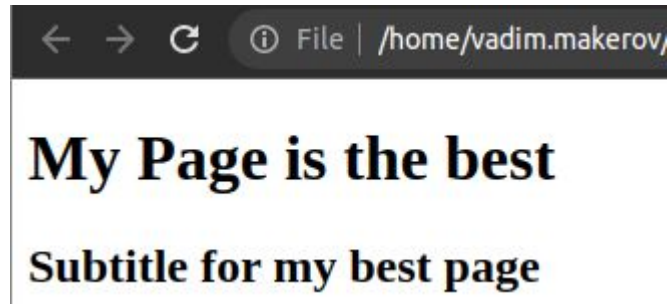 File | /home/vadim.makerov/
My Page is the best
Subtitle for my best page